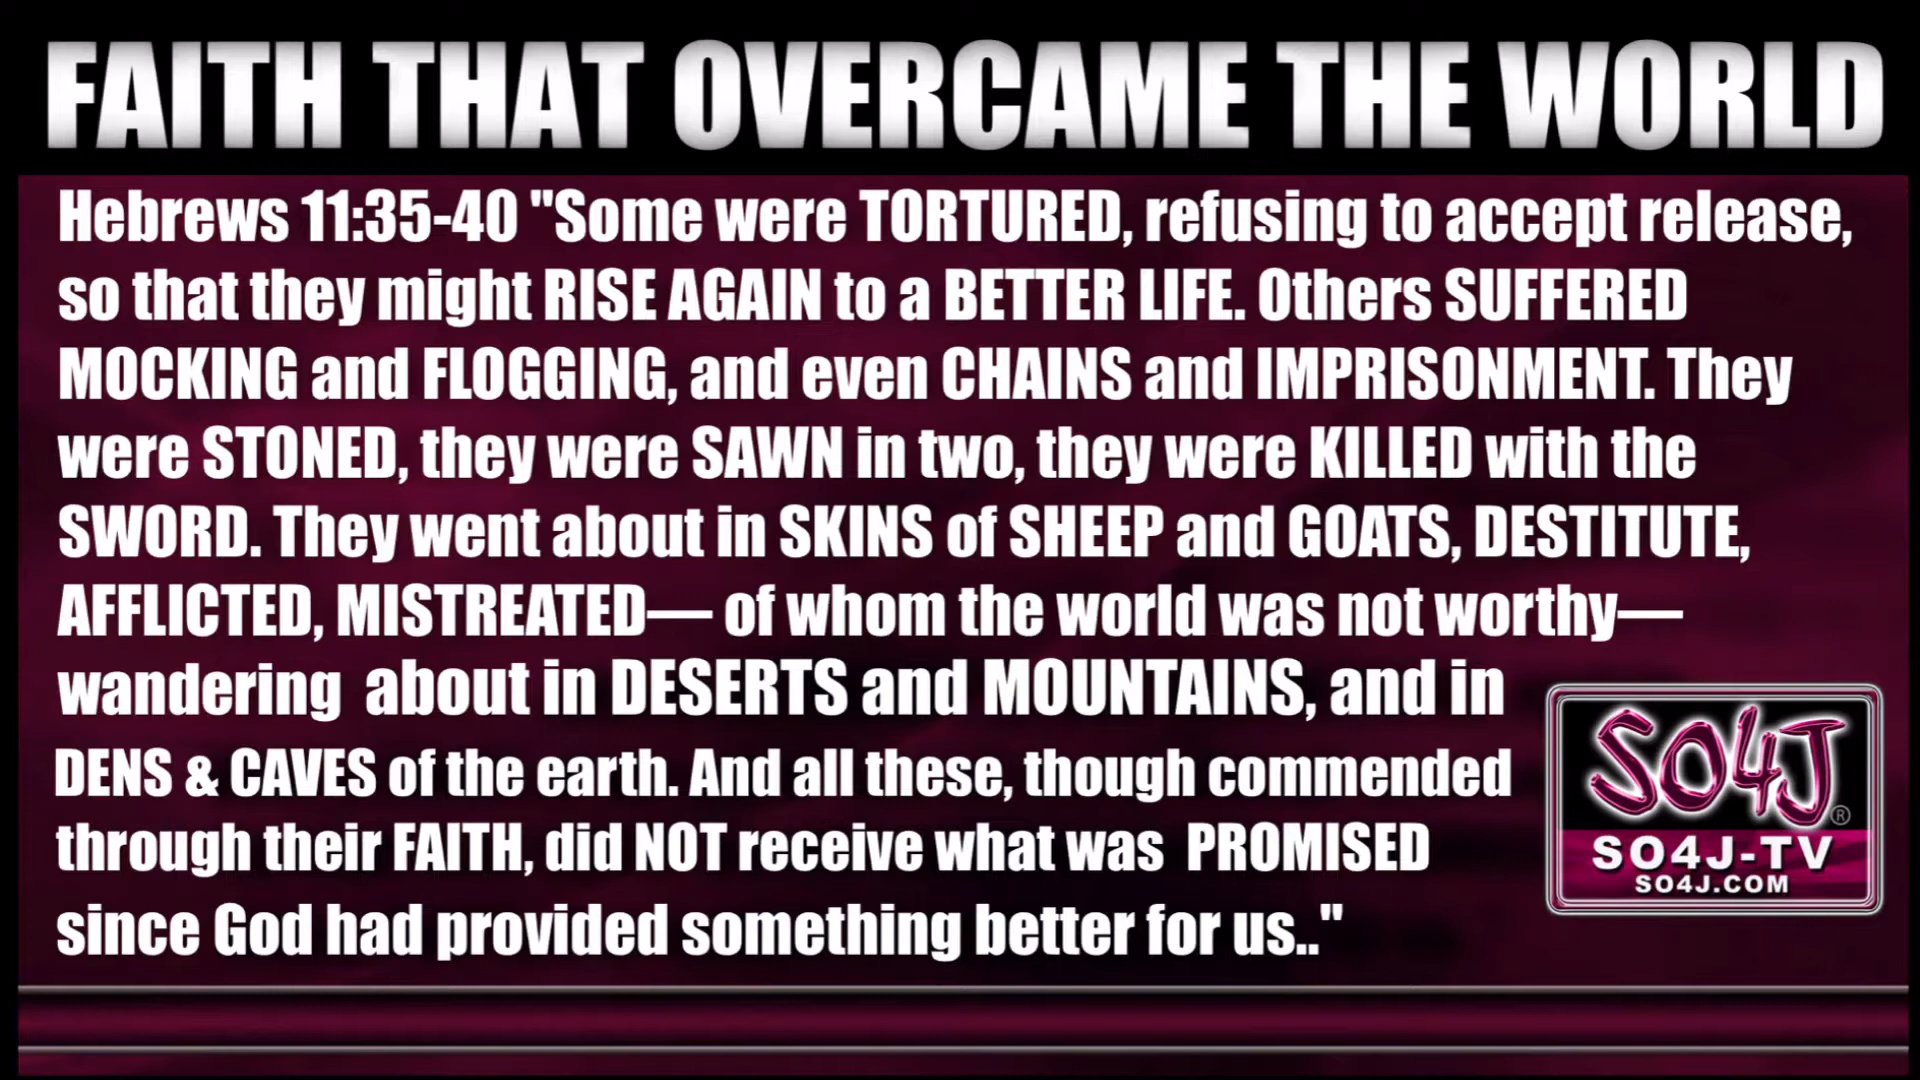 FAITH THAT OVERCAME THE WORLD
Hebrews 11:35-40 "Some were TORTURED, refusing to accept release,
so that they might RISE AGAIN to a BETTER LIFE. Others SUFFERED
MOCKING and FLOGGING, and even CHAINS and IMPRISONMENT. They
were STONED, they were SAWN in two, they were KILLED with the
SWORD. They went about in SKINS of SHEEP and GOATS, DESTITUTE,
AFFLICTED, MISTREATED— of whom the world was not worthy—
wandering about in DESERTS and MOUNTAINS, and in
DENS & CAVES of the earth. And all these, though commended
through their FAITH, did NOT receive what was PROMISED
since God had provided something better for us.."
SO4J®
SO4J-TV
SO4J.COM